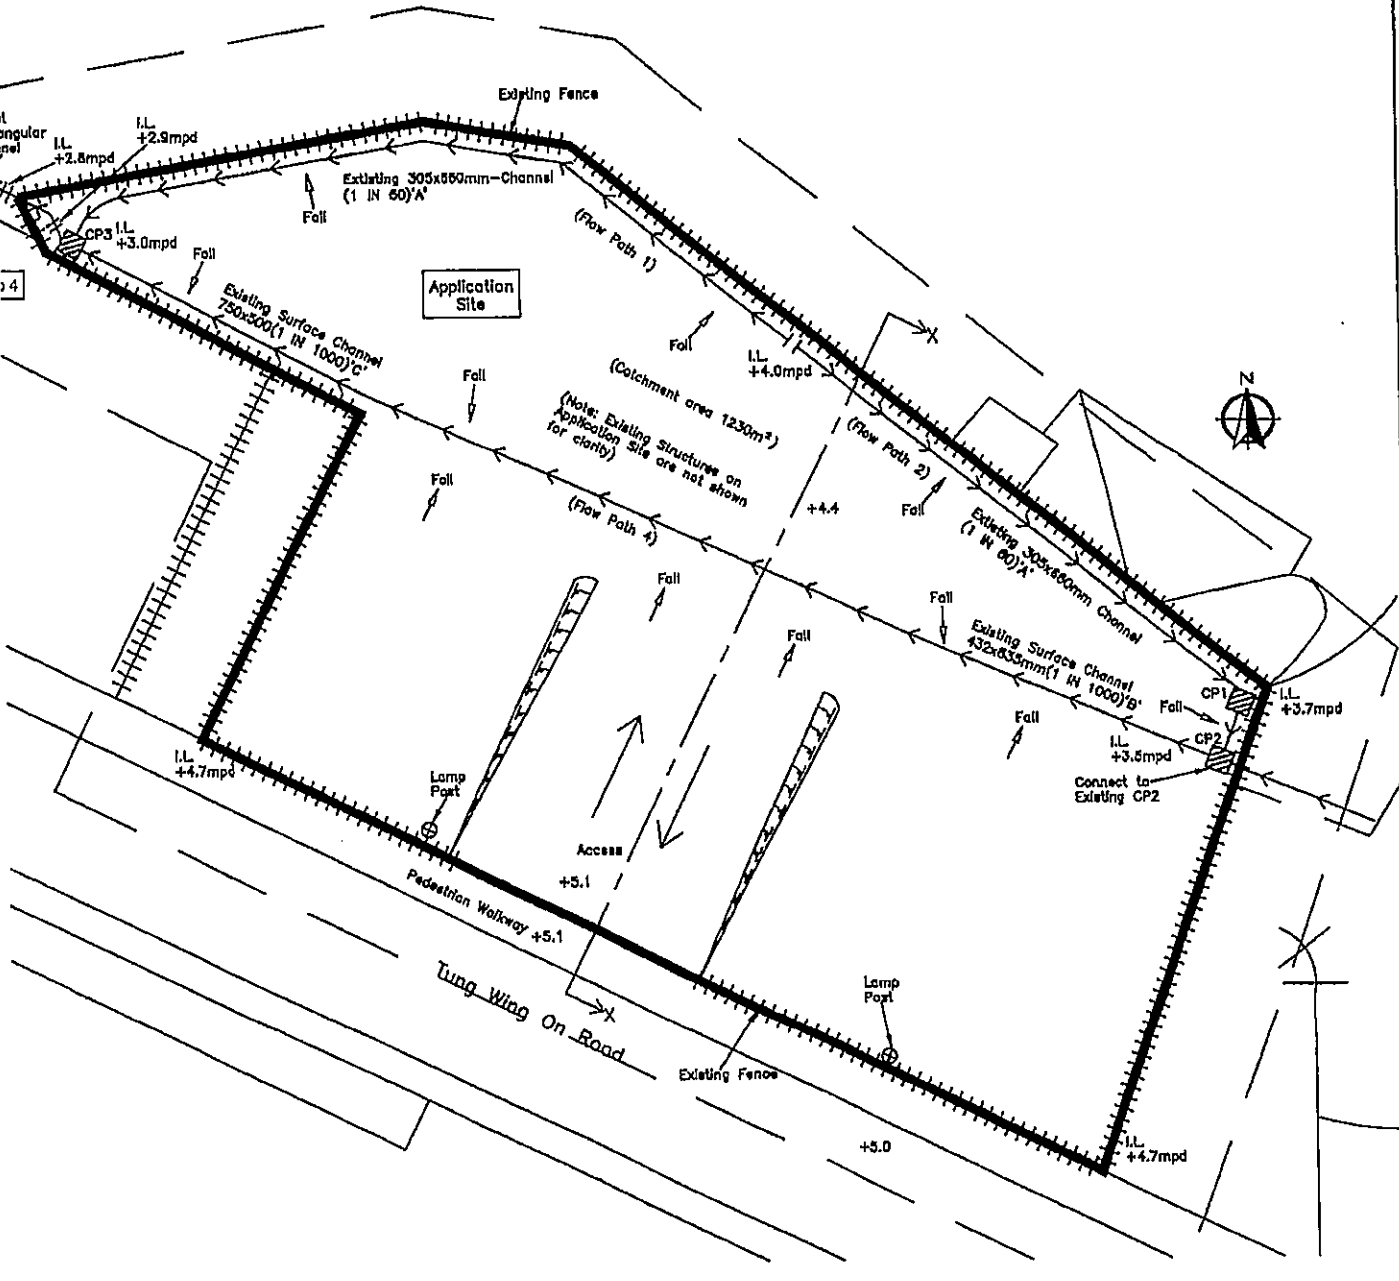 Existing Fence
angular
I.L.
+2.8mpd
I.L.
+2.9mpd
Extisting 305x660mm-Channel
(1 IN 60)'A'
Fall
CP3
I.L.
+3.0mpd
Fall
(Flow Path 1)
4
Application
Site
Existing Surface Channel
750x500(1 IN 1000)'C'
Fall
I.L.
+4.0mpd
X
N
Fall
(Catchment area 1230m²)
(Note: Existing Structures on
Application Site are not shown
for clarity)
(Flow Path 2)
Fall
Fall
+4.4
(Flow Path 4)
Extisting 305x660mm Channel
(1 IN 60)'A'
Fall
Fall
Fall
Existing Surface Channel
432x635mm(1 IN 1000)'B'
CP1
I.L.
+3.7mpd
Fall
Fall
CP2
I.L.
+3.5mpd
Connect to
Existing CP2
I.L.
+4.7mpd
Lamp
Post
Access
+5.1
Pedestrian Walkway +5.1
Tung Wing On Road
X
Lamp
Post
Existing Fence
+5.0
I.L.
+4.7mpd